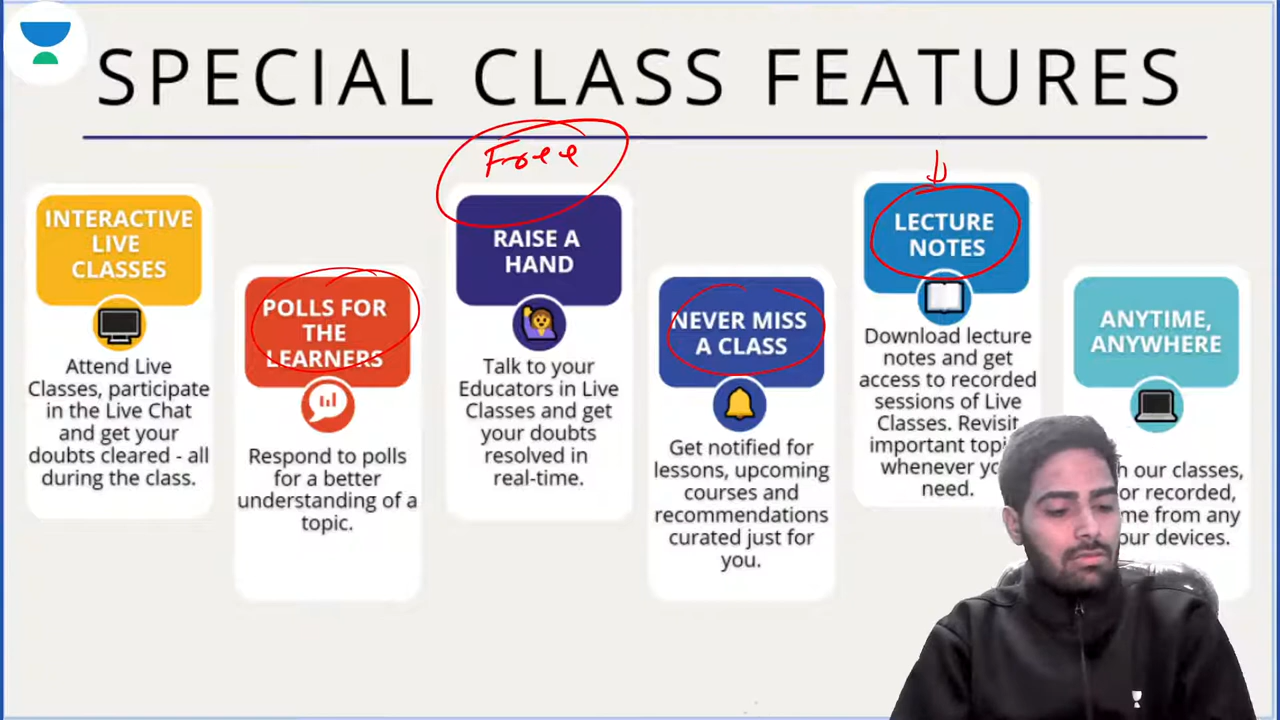 SPECIAL CLASS FEATURES
Free
INTERACTIVE
LIVE
CLASSES
Attend Live
Classes, participate
in the Live Chat
and get your
doubts cleared - all
during the class.
POLLS FOR
THE
LEARNERS
Respond to polls
for a better
understanding of a
topic.
RAISE A
HAND
Talk to your
Educators in Live
Classes and get
your doubts
resolved in
real-time.
NEVER MISS
A CLASS
Get notified for
lessons, upcoming
courses and
recommendations
curated just for
you.
LECTURE
NOTES
Download lecture
notes and get
access to recorded
sessions of Live
Classes. Revisit
important
whenever
need.
ANYTIME,
ANYWHERE
our classes,
or recorded,
from any
devices.